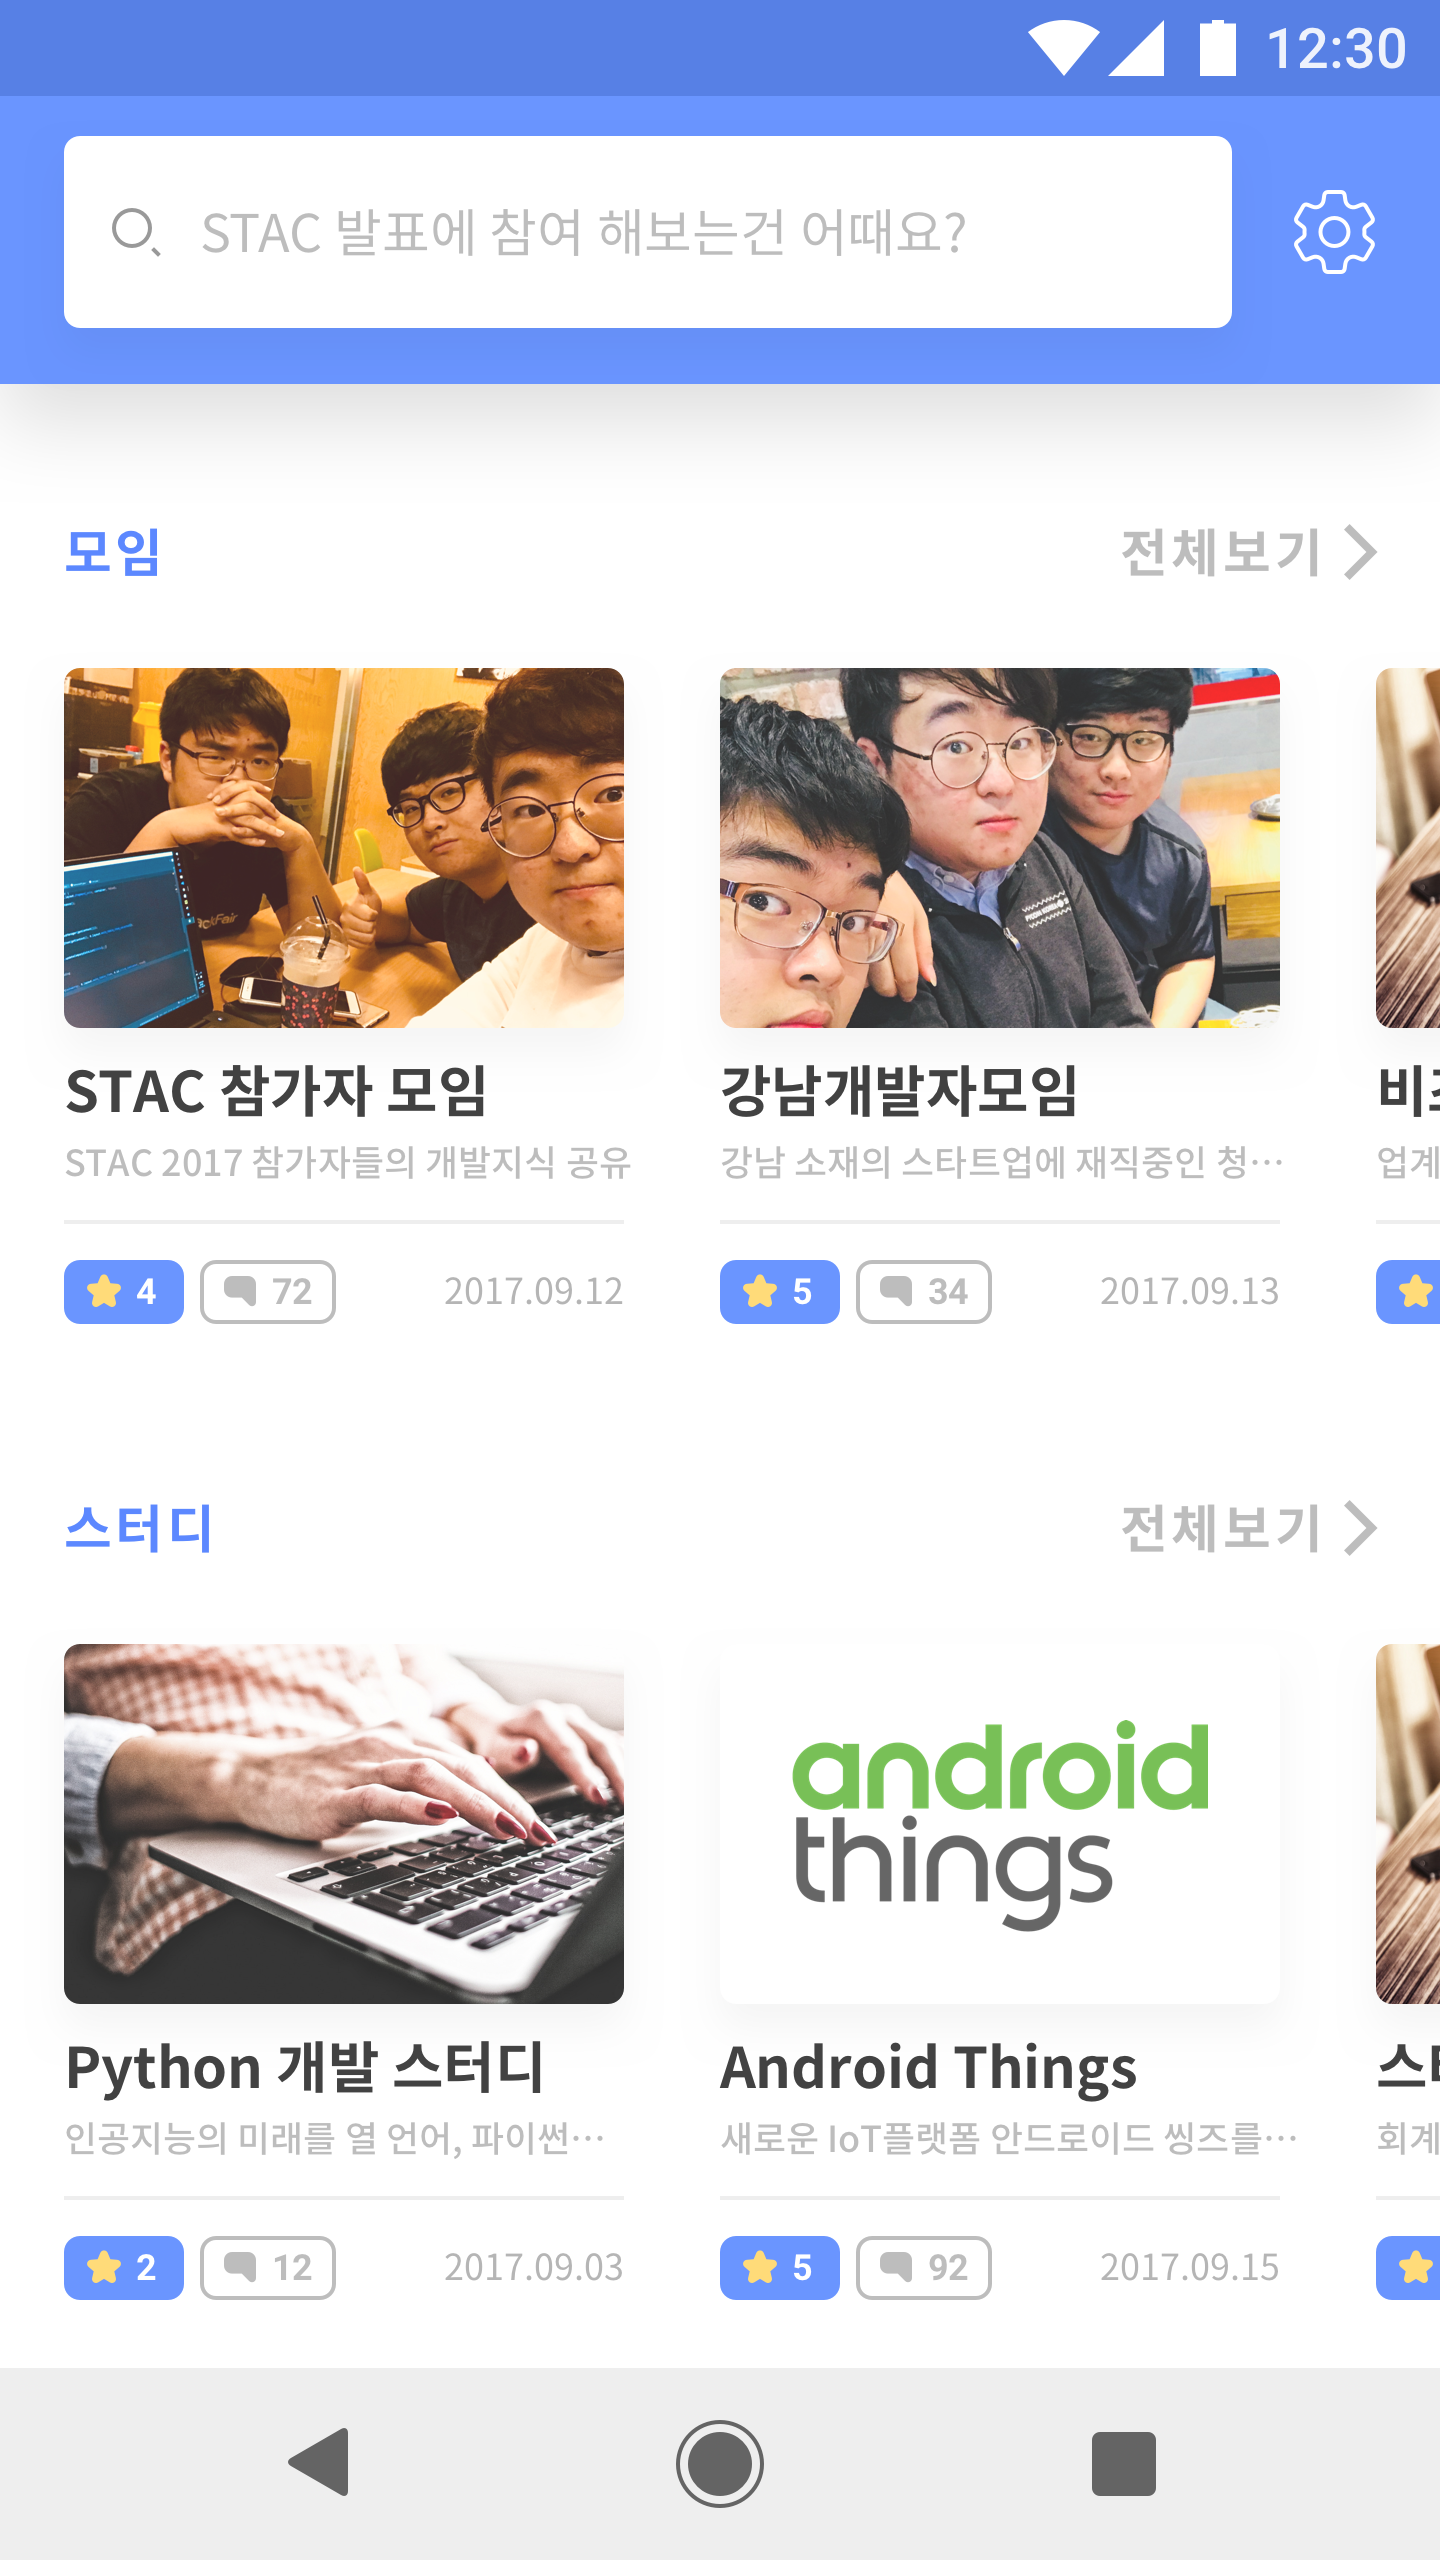 12:30
STAC 발표에 참여 해보는건 어때요?
모임
전체보기
STAC 참가자 모임
STAC 2017 참가자들의 개발지식 공유
4
72
2017.09.12
강남개발자모임
강남 소재의 스타트업에 재직중인 청…
5
34
2017.09.13
업계
스터디
전체보기
android
things
Python 개발 스터디
인공지능의 미래를 열 언어, 파이썬…
2
12
2017.09.03
Android Things
새로운 IoT플랫폼 안드로이드 씽즈를…
5
92
2017.09.15
회계